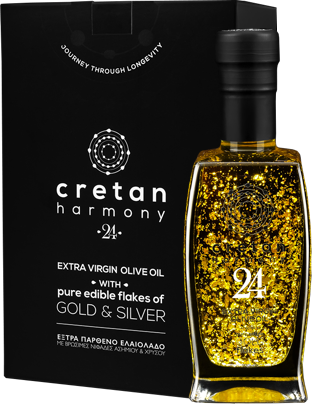 JOURNEY THROUGH LONGEVITY
cretan
harmony
·24·
EXTRA VIRGIN OLIVE OIL
WITH
pure edible flakes of
GOLD & SILVER
ΕΞΤΡΑ ΠΑΡΘΕΝΟ ΕΛΑΙΟΛΑΔΟ
ΜΕ ΒΡΩΣΙΜΕΣ ΝΙΦΑΔΕΣ ΑΣΗΜΙΟΥ & ΧΡΥΣΟΥ
24